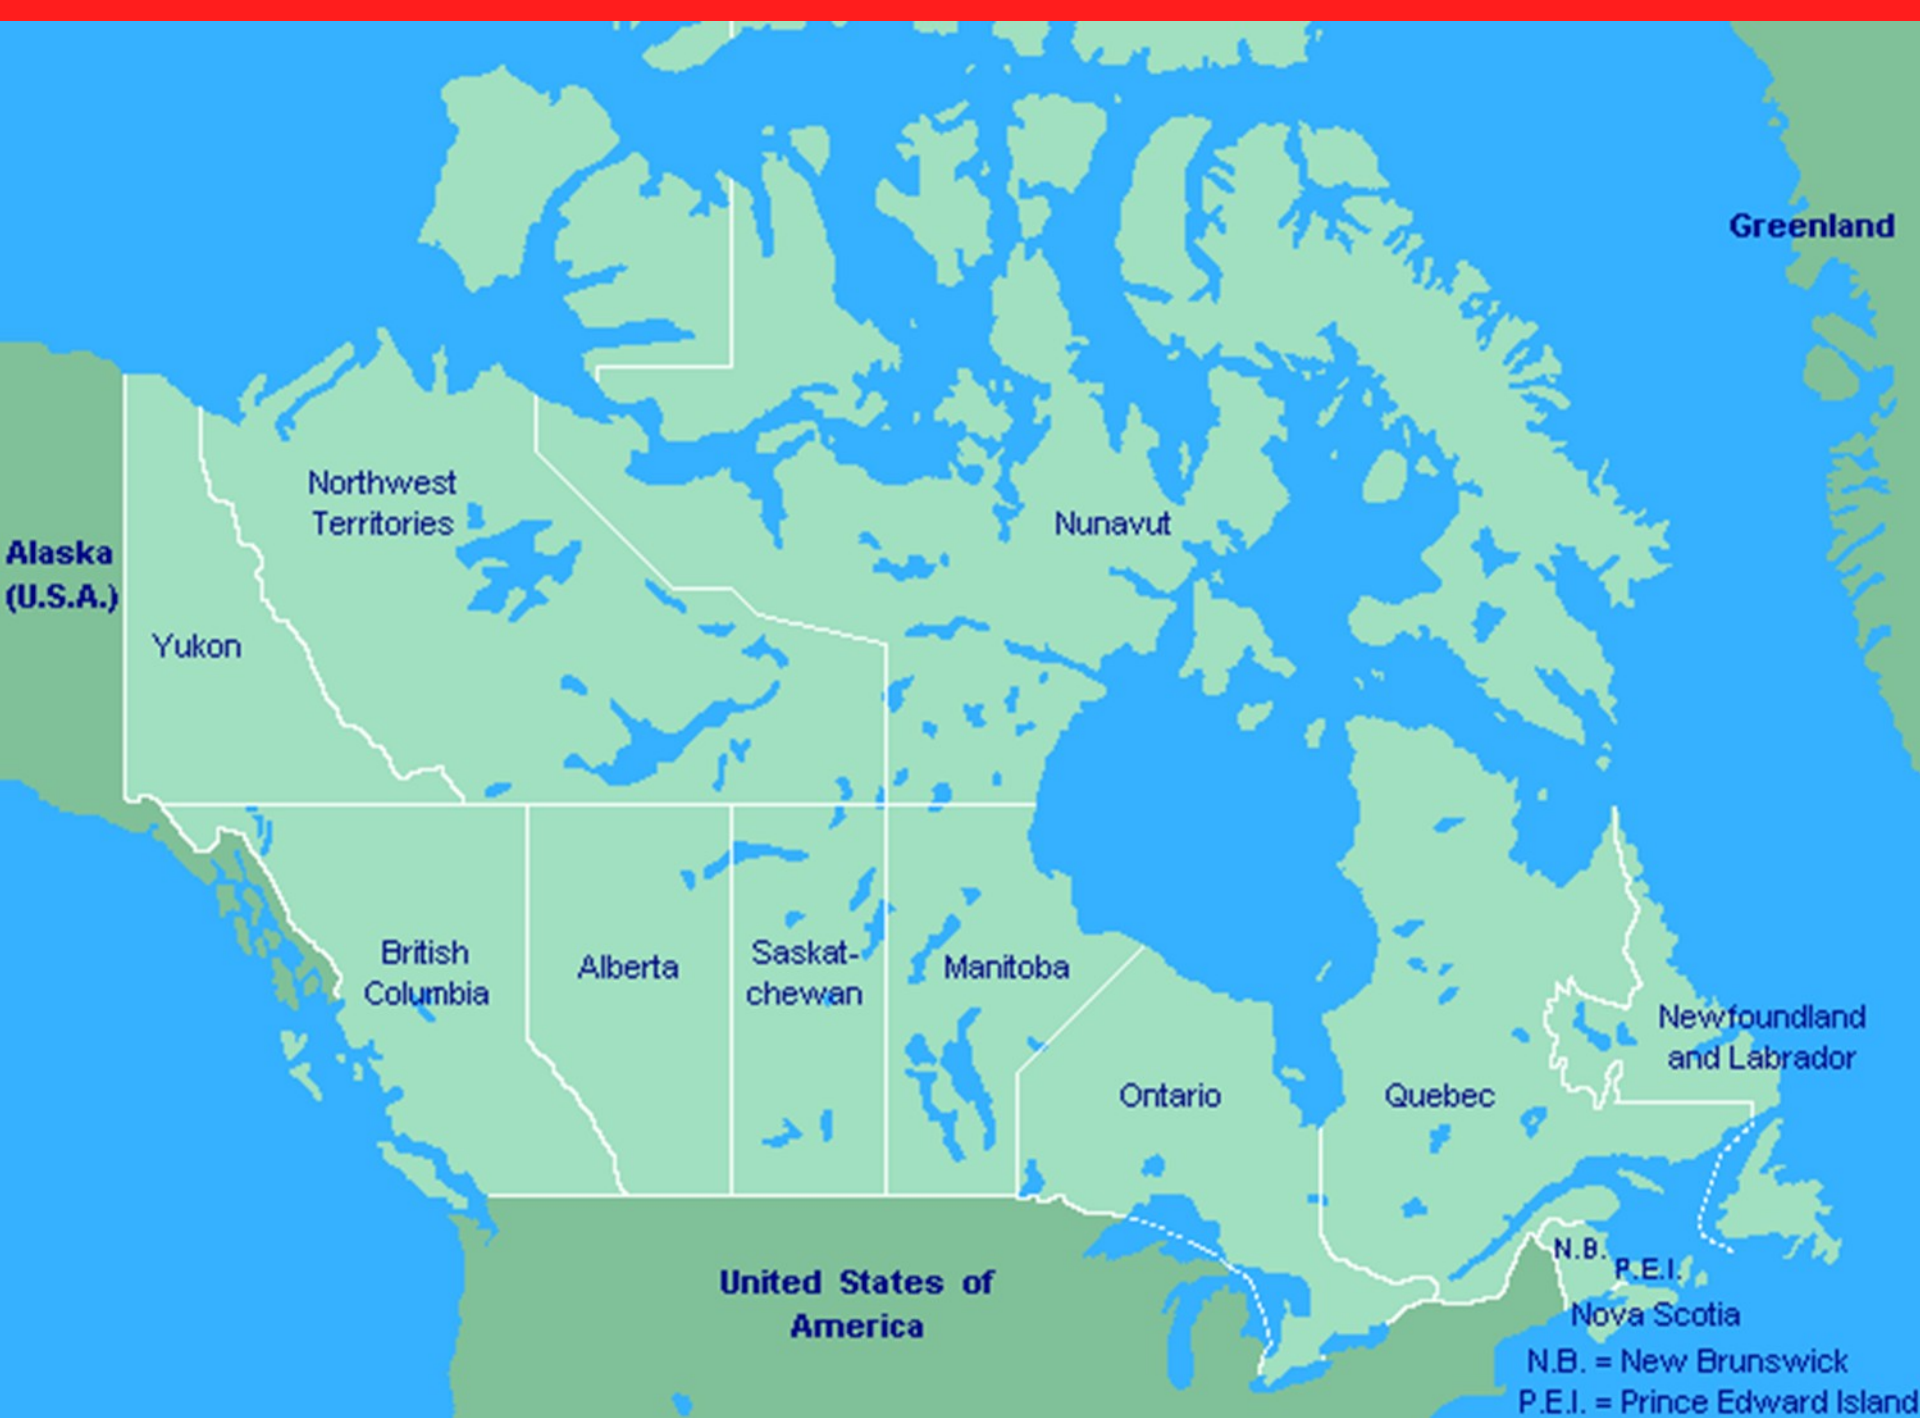 Greenland
Northwest
Territories
Nunavut
Alaska
(U.S.A.)
Yukon
British
Columbia
Alberta
Saskat-
chewan
Manitoba
Ontario
Quebec
Newfoundland
and Labrador
N.B.
P.E.I.
United States of
America
Nova Scotia
N.B. = New Brunswick
P.E.I. = Prince Edward Island